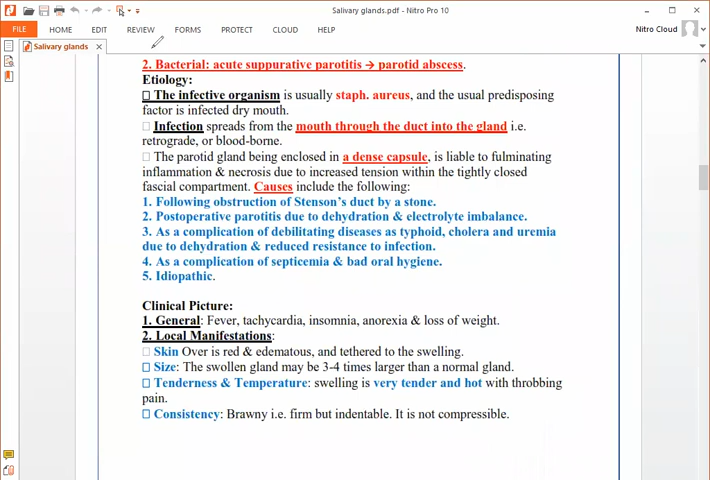 Salivary glands.pdf - Nitro Pro 10
FILE HOME EDIT REVIEW FORMS PROTECT CLOUD HELP Nitro Cloud
Salivary glands
2. Bacterial: acute suppurative parotitis → parotid abscess.
Etiology:
The infective organism is usually staph. aureus, and the usual predisposing
factor is infected dry mouth.
Infection spreads from the mouth through the duct into the gland i.e.
retrograde, or blood-borne.
The parotid gland being enclosed in a dense capsule, is liable to fulminating
inflammation & necrosis due to increased tension within the tightly closed
fascial compartment. Causes include the following:
1. Following obstruction of Stenson's duct by a stone.
2. Postoperative parotitis due to dehydration & electrolyte imbalance.
3. As a complication of debilitating diseases as typhoid, cholera and uremia
due to dehydration & reduced resistance to infection.
4. As a complication of septicemia & bad oral hygiene.
5. Idiopathic.
Clinical Picture:
1. General: Fever, tachycardia, insomnia, anorexia & loss of weight.
2. Local Manifestations:
Skin Over is red & edematous, and tethered to the swelling.
Size: The swollen gland may be 3-4 times larger than a normal gland.
Tenderness & Temperature: swelling is very tender and hot with throbbing
pain.
Consistency: Brawny i.e. firm but indentable. It is not compressible.